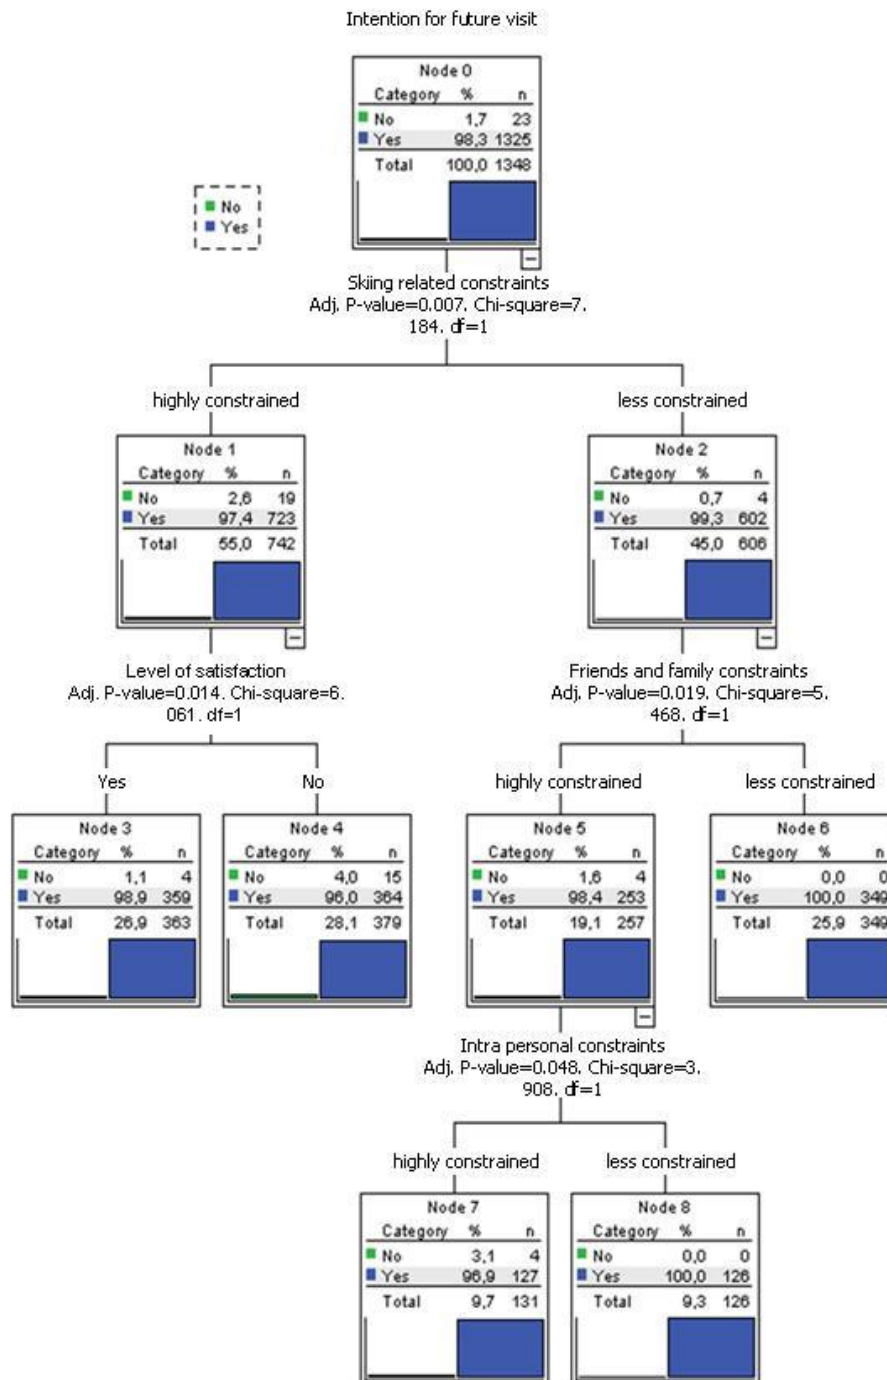 Intention for future visit
Node 0
Category % n
No 1,7 23
Yes 98,3 1325
Total 100,0 1348
No
Yes
Skiing related constraints
Adj. P-value=0.007. Chi-square=7.
184. df=1
highly constrained
less constrained
Node 1
Category % n
No 2,6 19
Yes 97,4 723
Total 55,0 742
Node 2
Category % n
No 0,7 4
Yes 99,3 602
Total 45,0 606
Level of satisfaction
Adj. P-value=0.014. Chi-square=6.
061. df=1
Friends and family constraints
Adj. P-value=0.019. Chi-square=5.
468. df=1
Yes
No
highly constrained
less constrained
Node 3
Category % n
No 1,1 4
Yes 98,9 359
Total 26,9 363
Node 4
Category % n
No 4,0 15
Yes 96,0 364
Total 28,1 379
Node 5
Category % n
No 1,6 4
Yes 98,4 253
Total 19,1 257
Node 6
Category % n
No 0,0 0
Yes 100,0 349
Total 25,9 349
Intra personal constraints
Adj. P-value=0.048. Chi-square=3.
908. df=1
highly constrained
less constrained
Node 7
Category % n
No 3,1 4
Yes 96,9 127
Total 9,7 131
Node 8
Category % n
No 0,0 0
Yes 100,0 126
Total 9,3 126